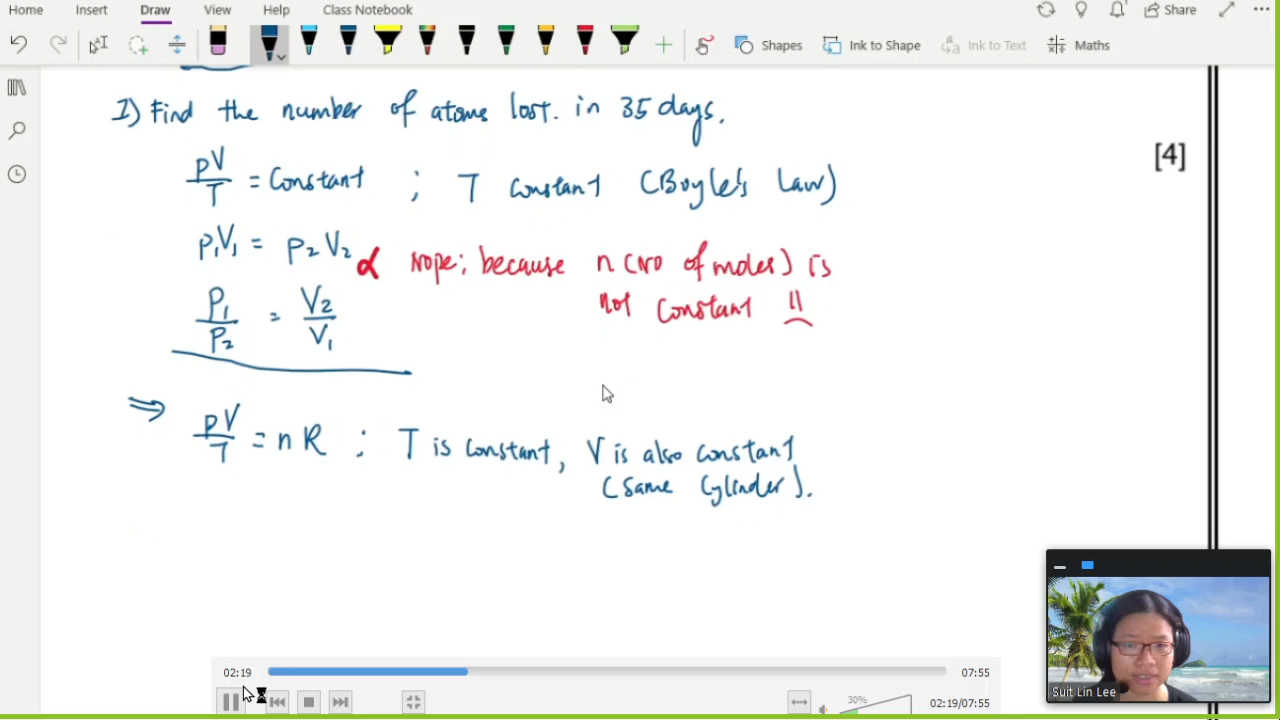 Home Insert Draw View Help Class Notebook Share
Shapes Ink to Shape Ink to Text Maths
I) Find the number of atoms lost. in 35 days.
[4]
pV/T = Constant ; T constant (Boyle's Law)
P₁V₁ = P₂V₂ α nope; because n (no of moles) is
not constant !!
P₁/P₂ = V₂/V₁
⇒ pV/T = nR ; T is constant, V is also constant
(same cylinder).
Suit Lin Lee
02:19 07:55
30% 02:19/07:55